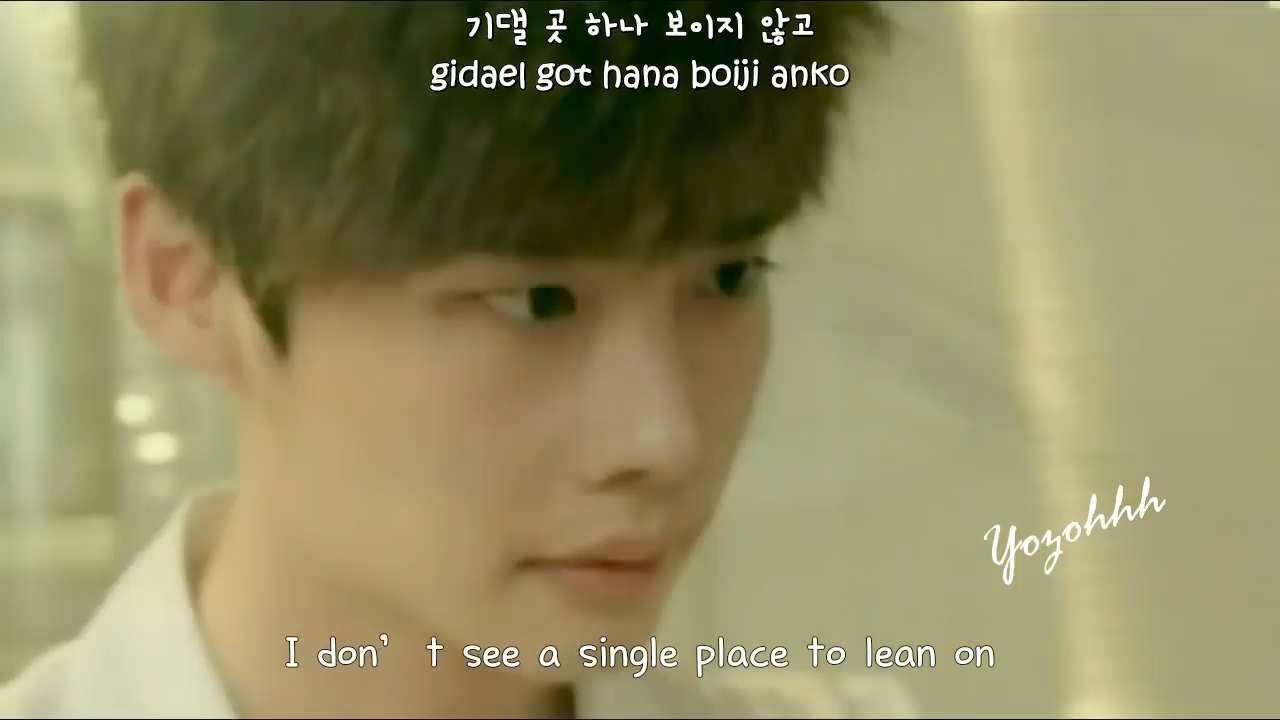 기댈 곳 하나 보이지 않고
gidael got hana boiji anko
Yozohhh
I don't see a single place to lean on